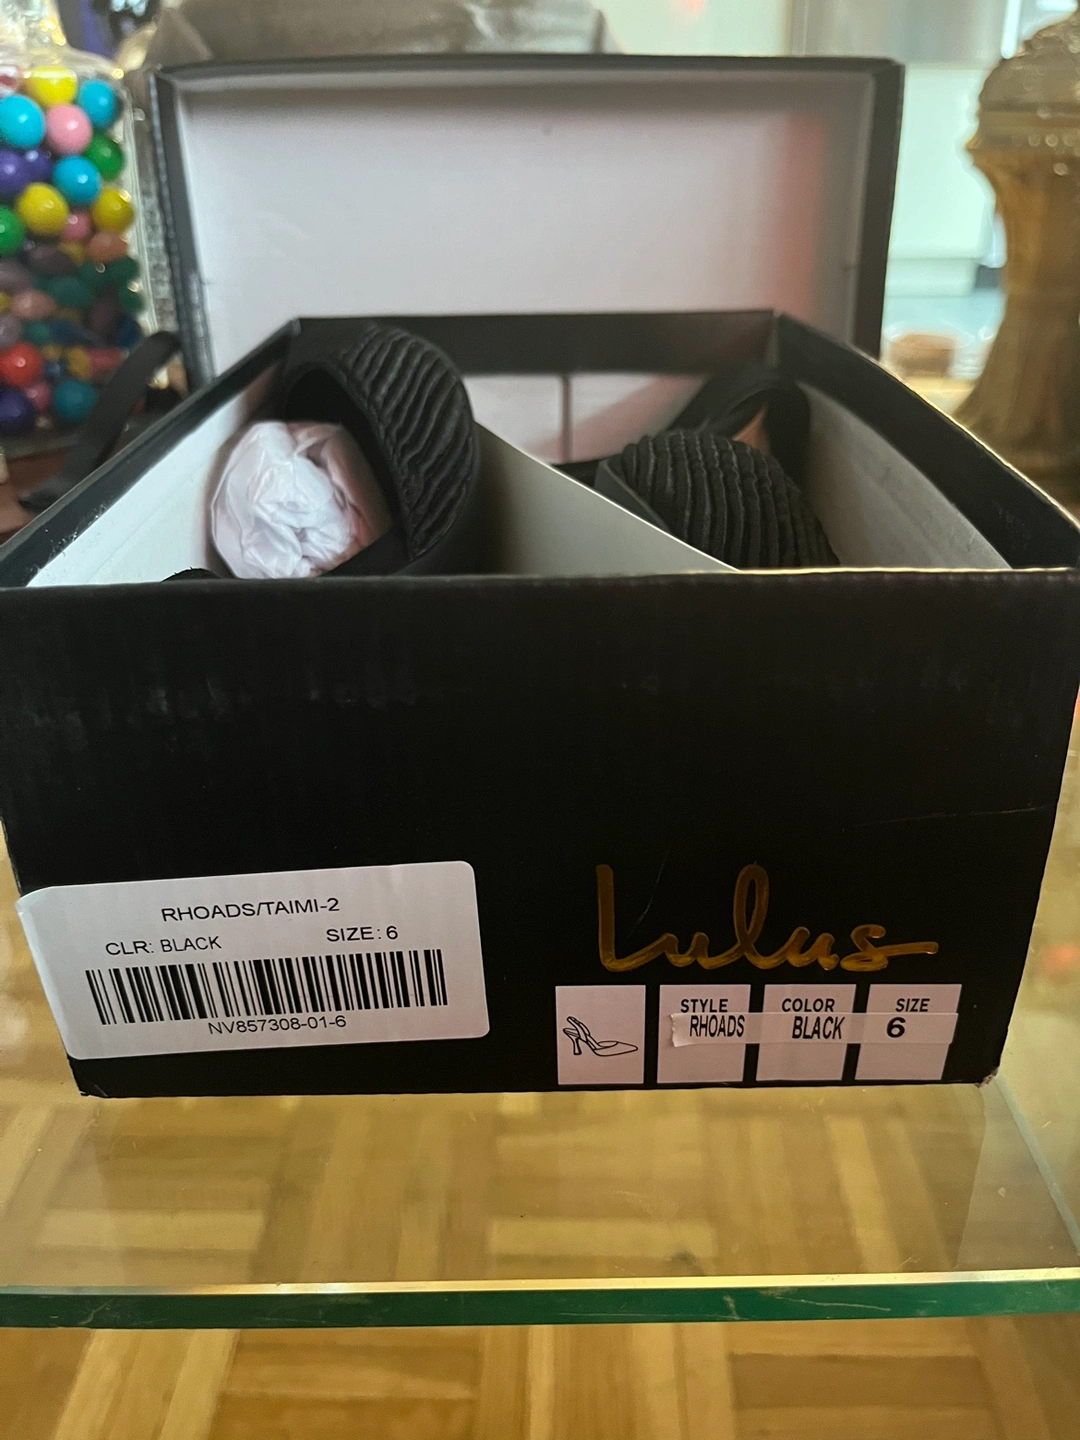 RHOADS/TAIMI-2
CLR: BLACK SIZE: 6
NV857308-01-6
Lulus
STYLE COLOR SIZE
RHOADS BLACK 6